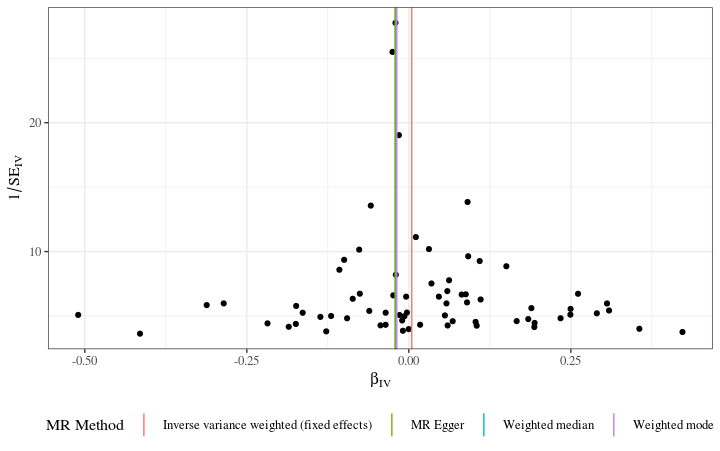 20
10
1/SE_IV
-0.50 -0.25 0.00 0.25
β_IV
MR Method Inverse variance weighted (fixed effects) MR Egger Weighted median Weighted mode